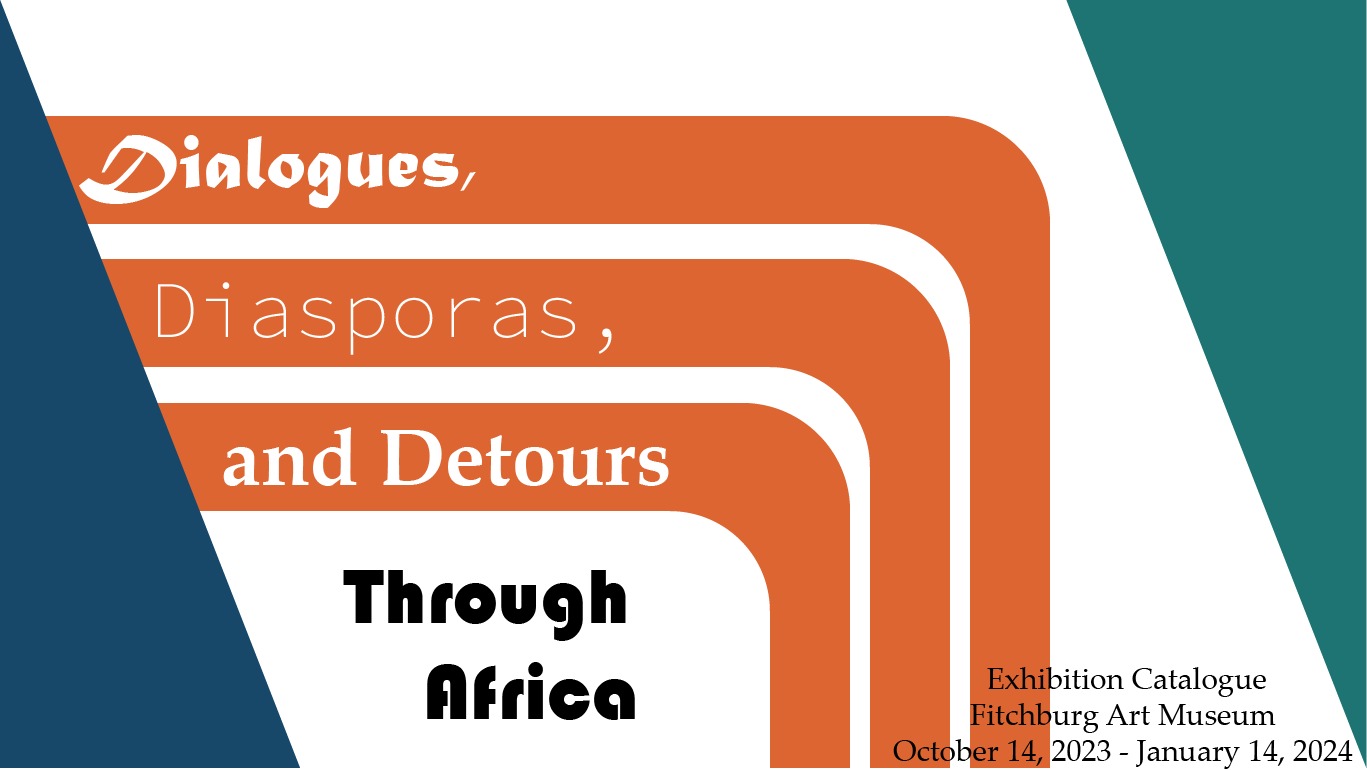 Dialogues,
Diasporas,
and Detours
Through
Africa
Exhibition Catalogue
Fitchburg Art Museum
October 14, 2023 - January 14, 2024